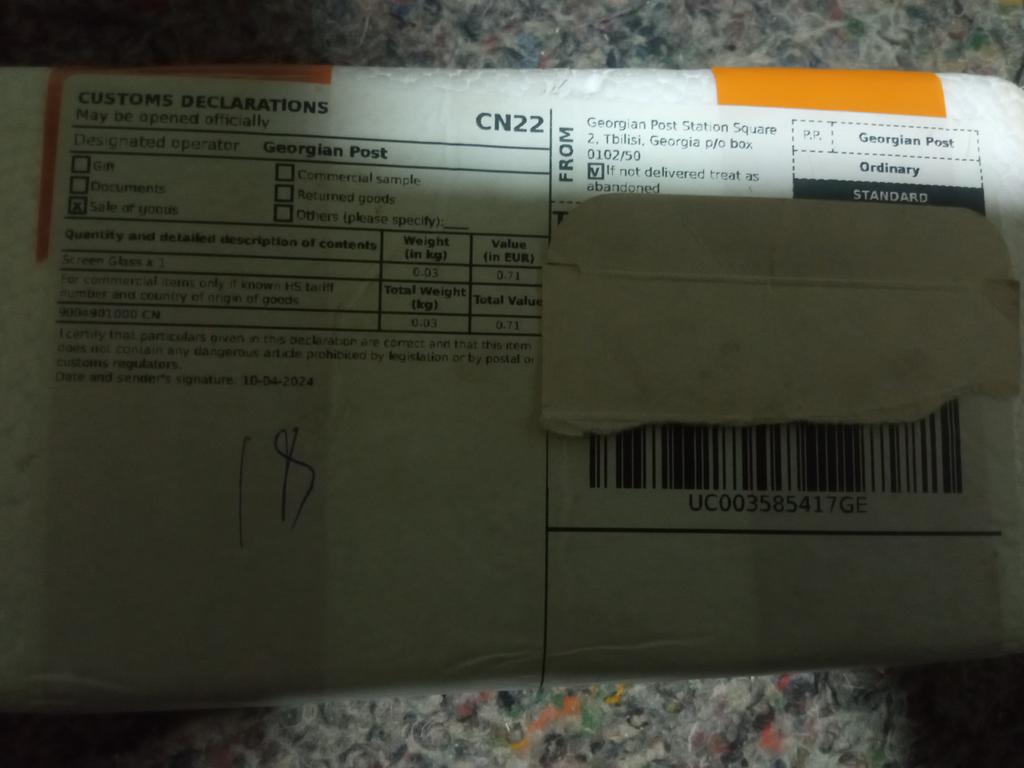 CUSTOMS DECLARATIONS
May be opened officially
CN22
Designated operator Georgian Post
Gift
Documents
X Sale of goods
Commercial sample
Returned goods
Others (please specify):___
Quantity and detailed description of contents
Weight (in kg)
Value (in EUR)
Screen Glass x 1
0.03
0.71
For commercial items only if known HS tariff
number and country of origin of goods
Total Weight (kg)
Total Value
9004901000 CN
0.03
0.71
I certify that particulars given in this declaration are correct and that this item
does not contain any dangerous article prohibited by legislation or by postal or
customs regulators.
Date and sender's signature: 10-04-2024
18
FROM
Georgian Post Station Square
2, Tbilisi, Georgia p/o box
0102/50
V If not delivered treat as
abandoned
P.P.
Georgian Post
Ordinary
STANDARD
UC003585417GE